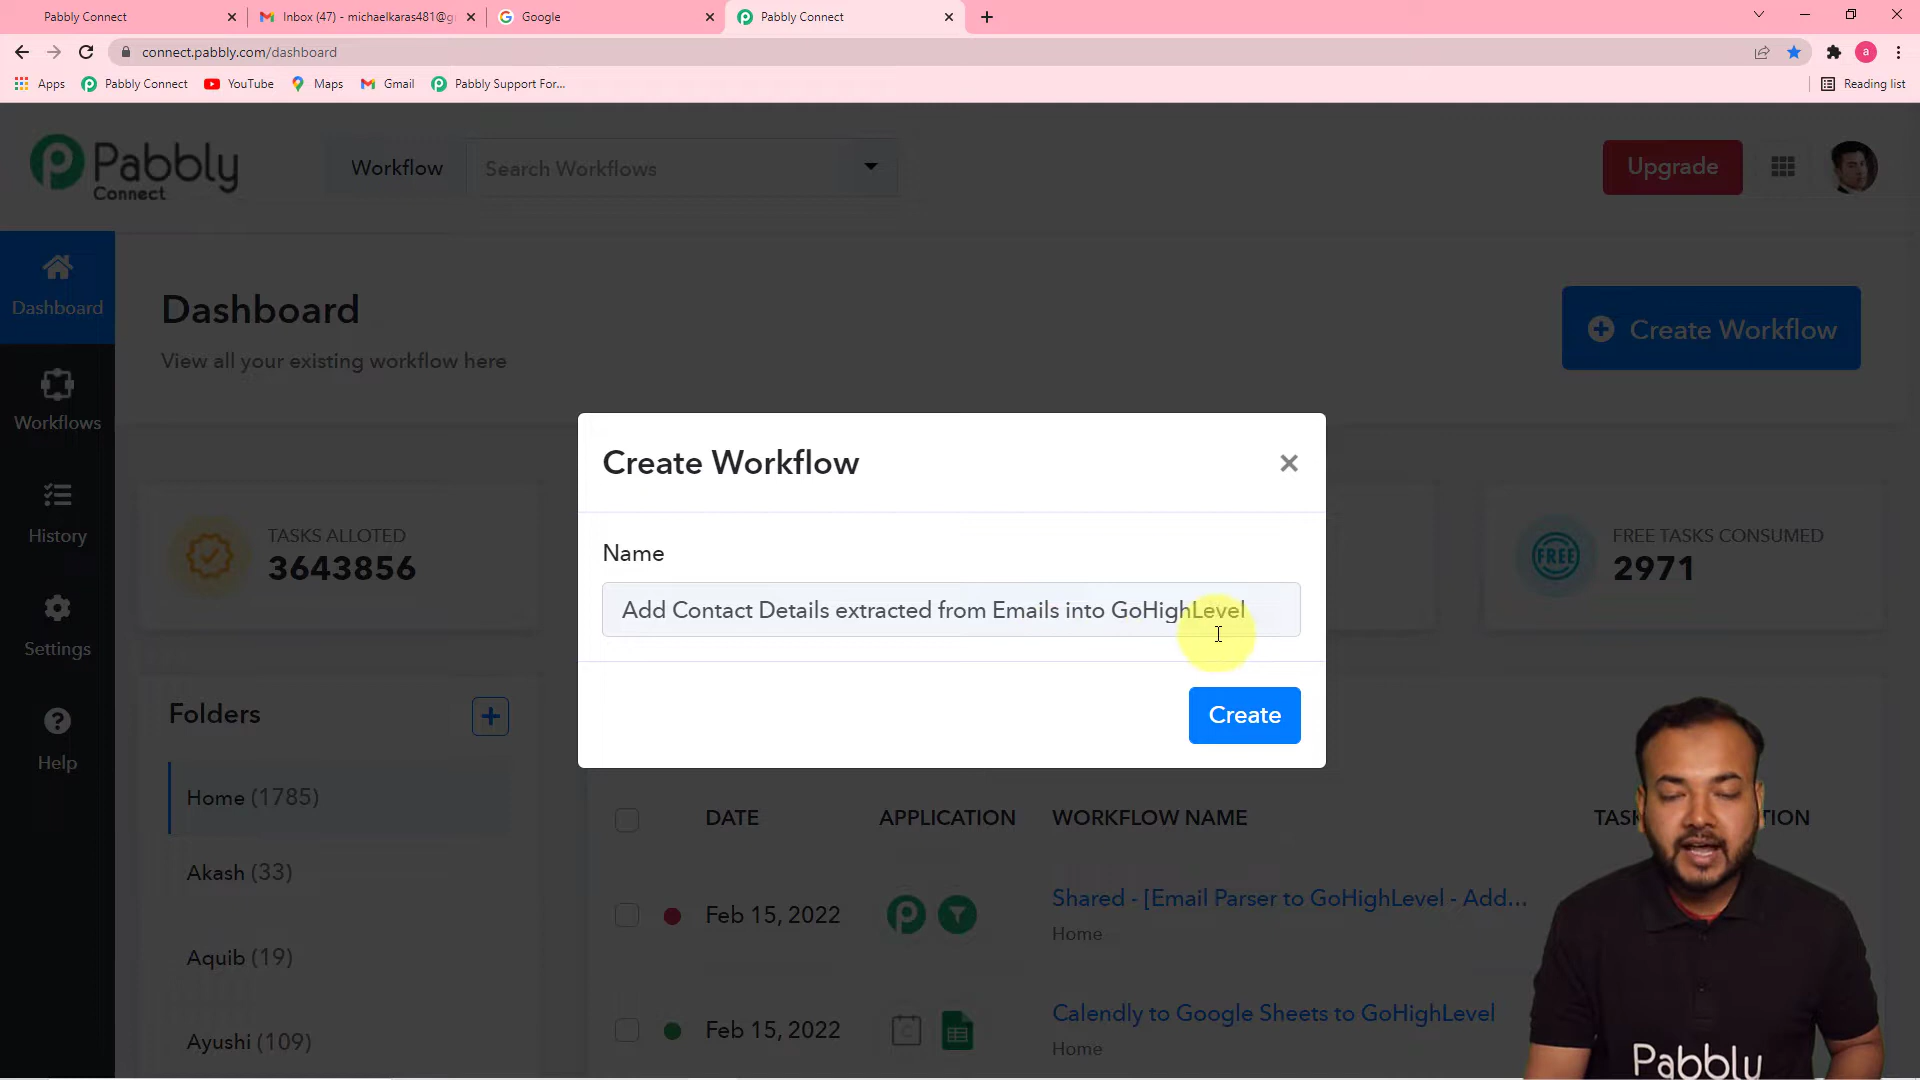 Pabbly Connect
Inbox (47) - michaelkaras481@g
Google
Pabbly Connect
connect.pabbly.com/dashboard
a
Apps
Pabbly Connect
YouTube
Maps
Gmail
Pabbly Support For...
Reading list
Pabbly
Connect
Workflow
Search Workflows
Upgrade
Dashboard
Workflows
History
Settings
Help
Dashboard
View all your existing workflow here
Create Workflow
TASKS ALLOTED
3643856
FREE
FREE TASKS CONSUMED
2971
Create Workflow
Name
Add Contact Details extracted from Emails into GoHighLevel
Create
Folders
Home (1785)
Akash (33)
Aquib (19)
Ayushi (109)
DATE
APPLICATION
WORKFLOW NAME
Feb 15, 2022
Shared - [Email Parser to GoHighLevel - Add...
Home
Feb 15, 2022
Calendly to Google Sheets to GoHighLevel
Home
Pabbly